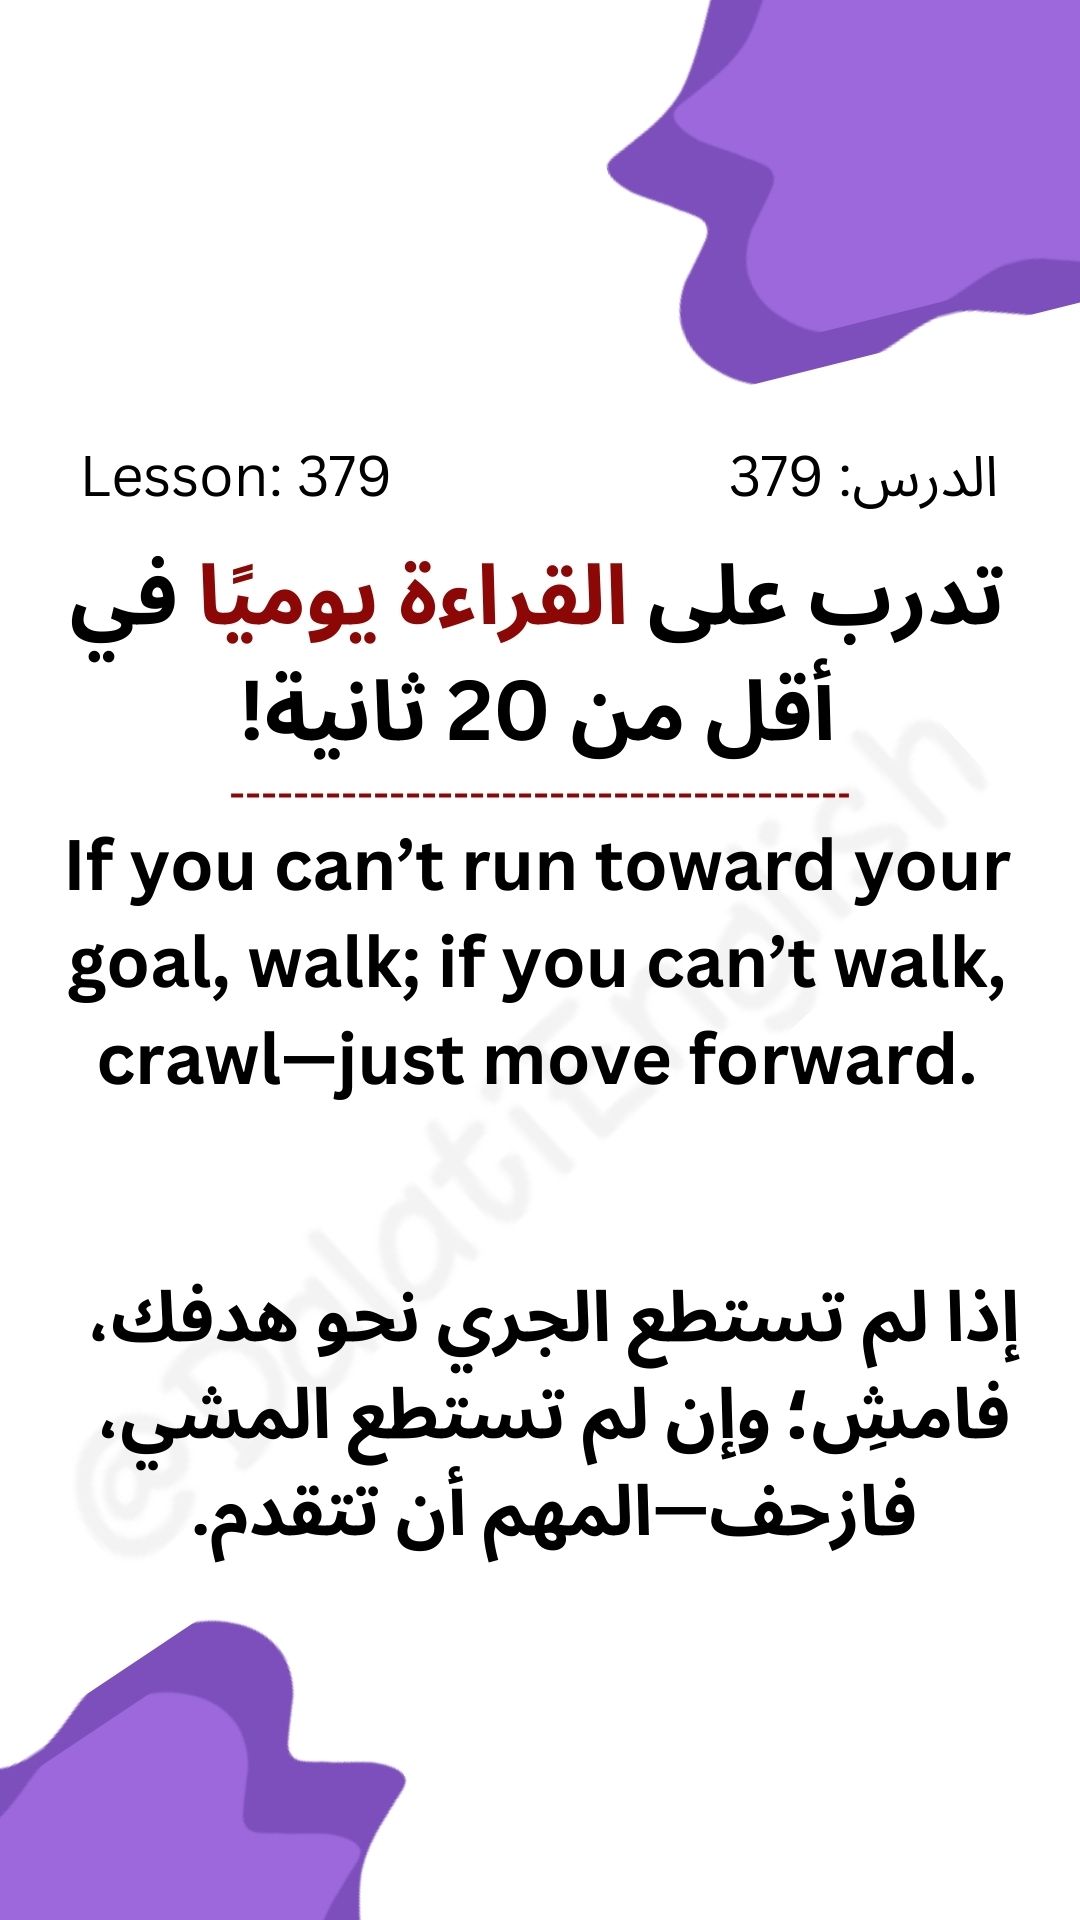 Lesson: 379
الدرس: 379
تدرب على القراءة يوميًا في
أقل من 20 ثانية!
--------------------------------------
If you can’t run toward your
goal, walk; if you can’t walk,
crawl—just move forward.
إذا لم تستطع الجري نحو هدفك،
فامشِ؛ وإن لم تستطع المشي،
فازحف—المهم أن تتقدم.
@DalatiEnglish